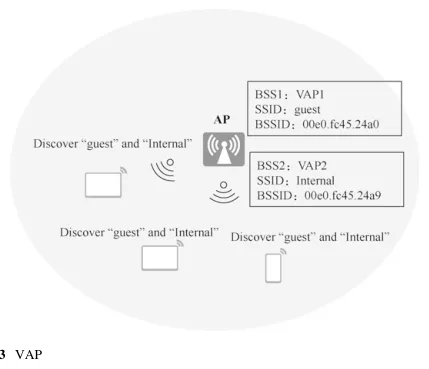 BSS1：VAP1
SSID：guest
BSSID：00e0.fc45.24a0
AP
Discover “guest” and “Internal”
BSS2：VAP2
SSID：Internal
BSSID：00e0.fc45.24a9
Discover “guest” and “Internal”
Discover “guest” and “Internal”
3 VAP